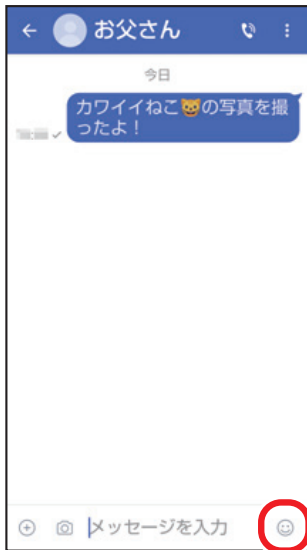 お父さん
今日
カワイイねこ😺の写真を撮
ったよ！
メッセージを入力